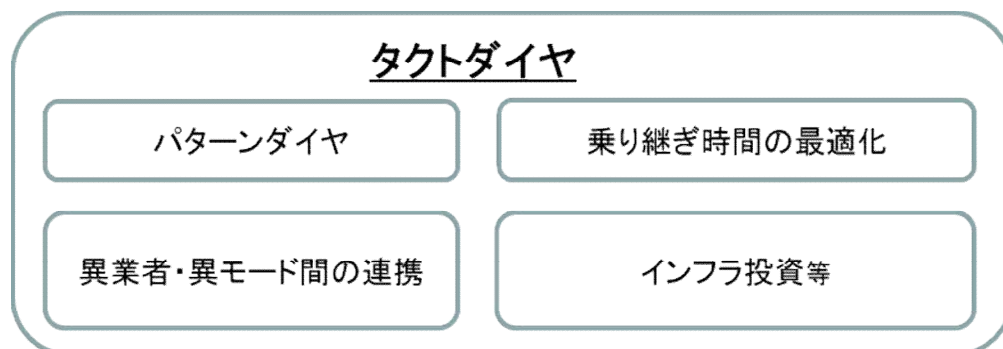 タクトダイヤ
パターンダイヤ
乗り継ぎ時間の最適化
異業者・異モード間の連携
インフラ投資等